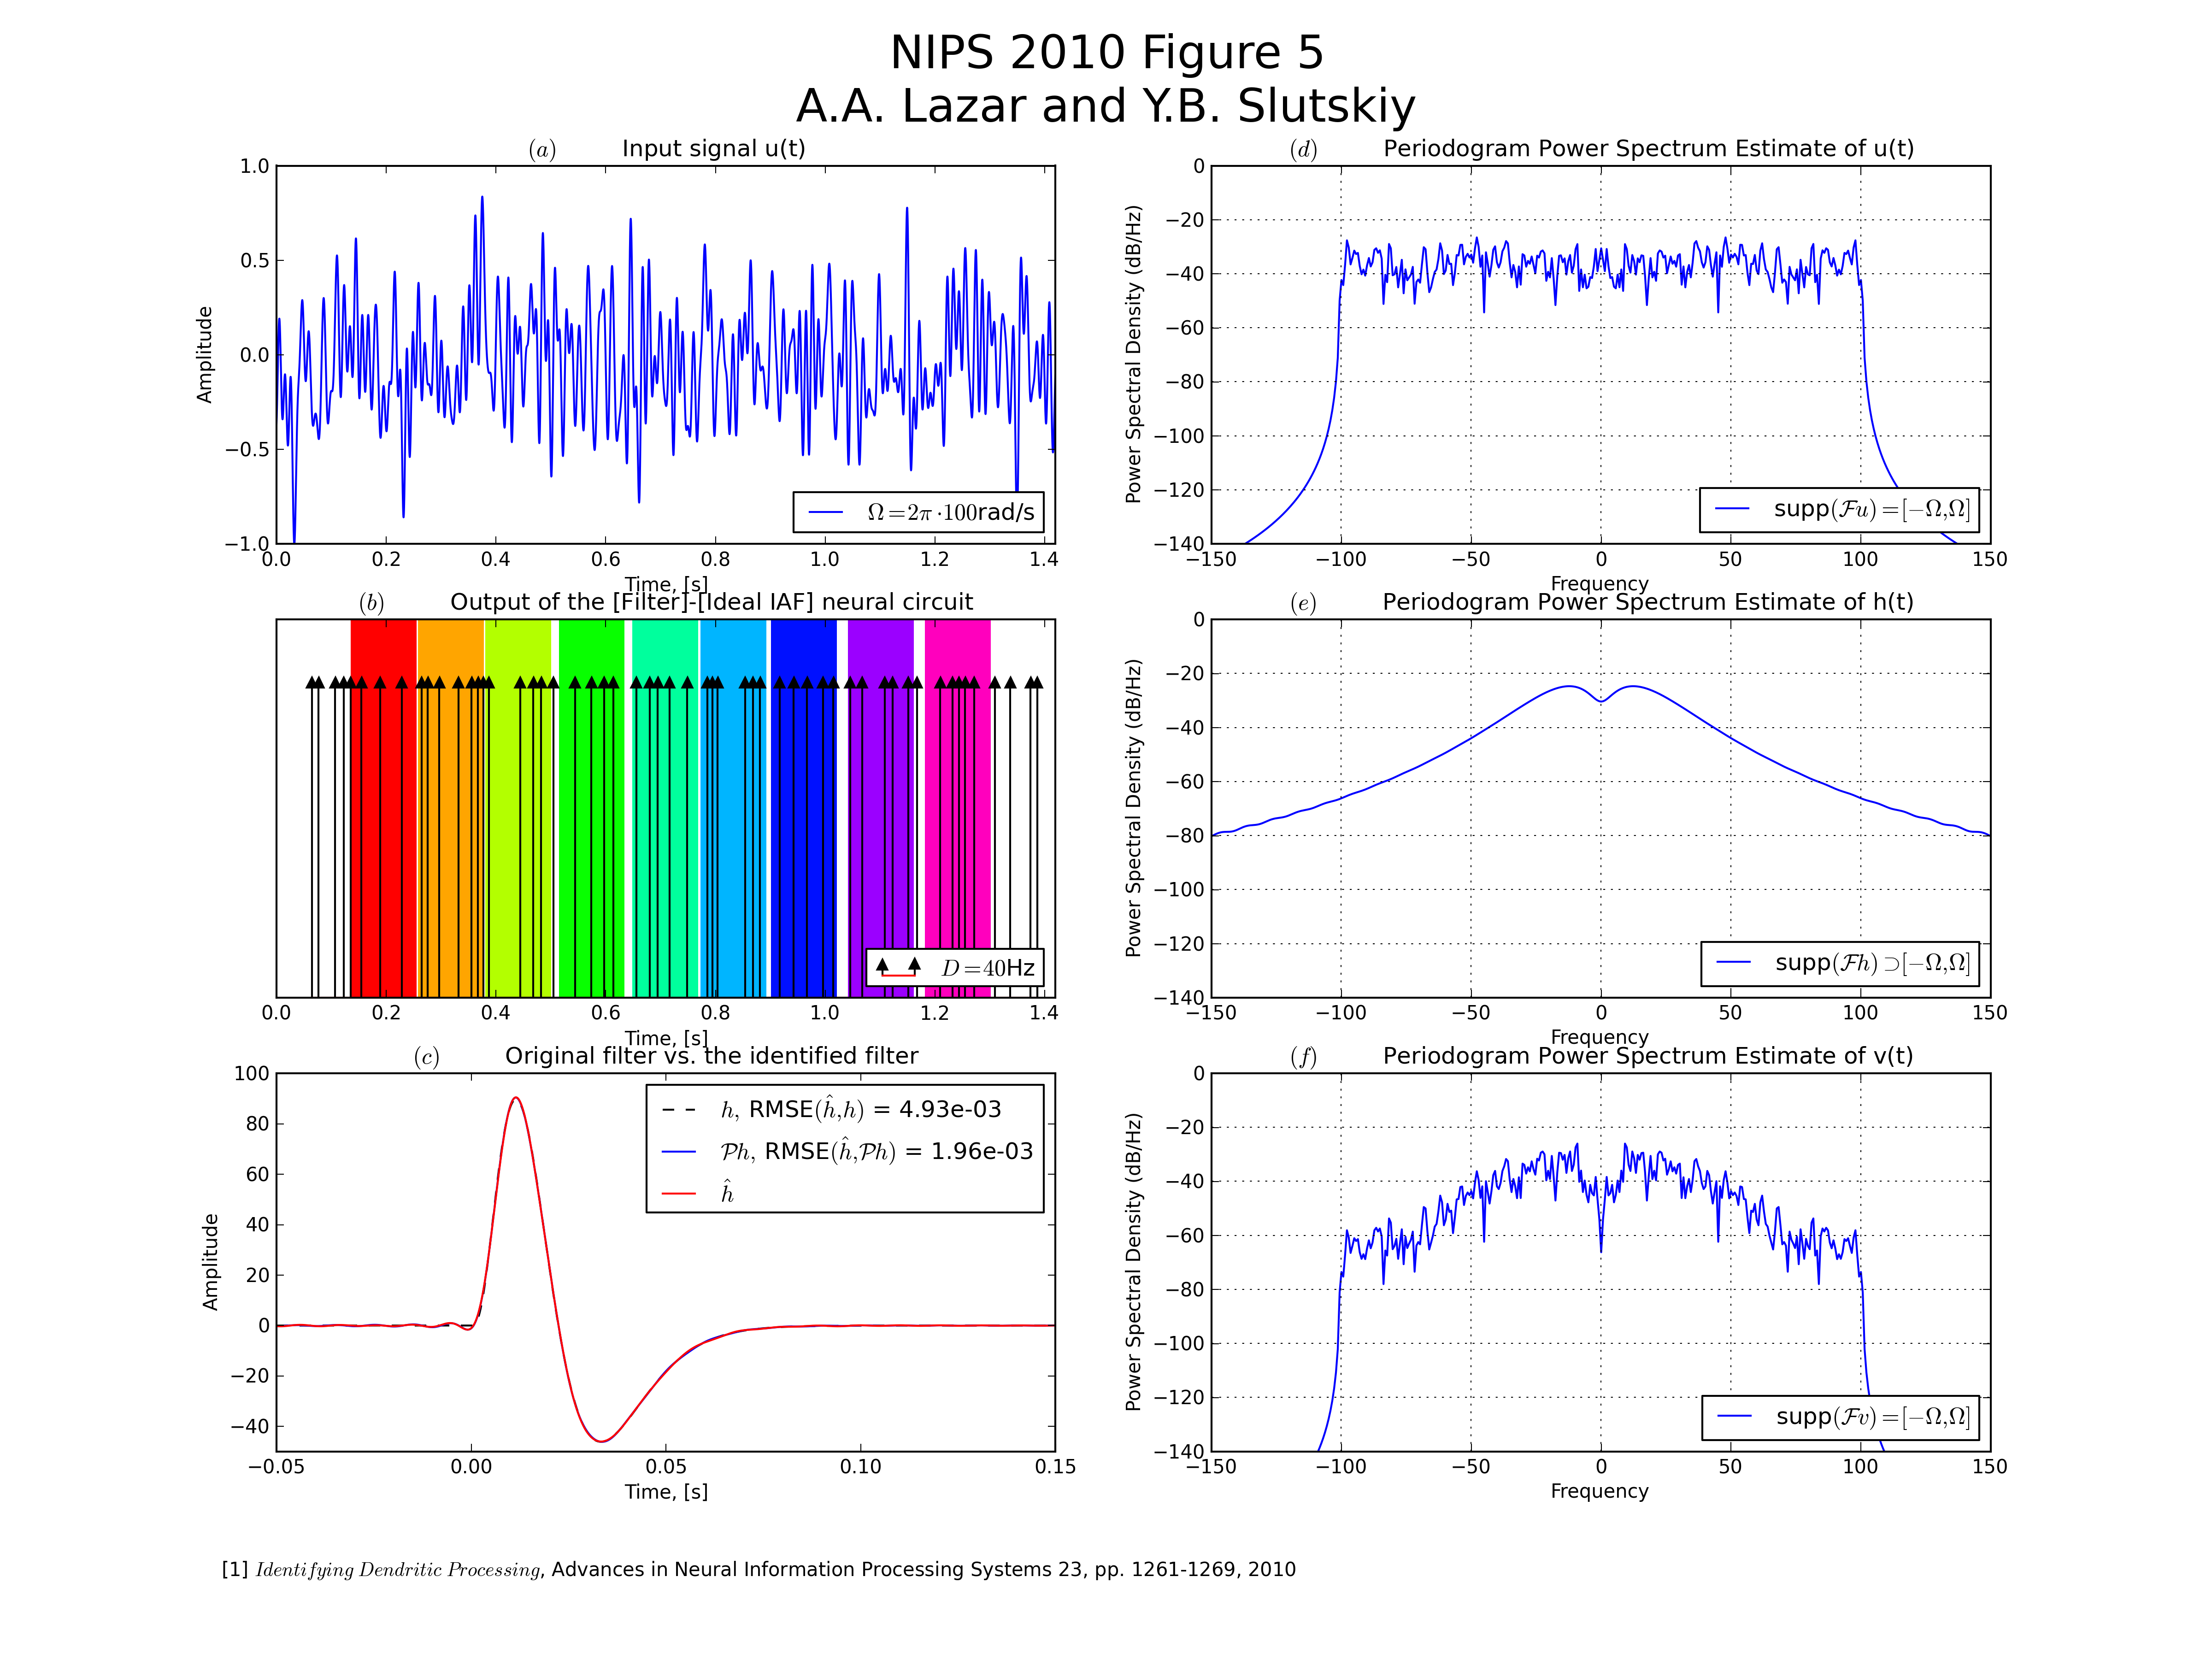 NIPS 2010 Figure 5
A.A. Lazar and Y.B. Slutskiy
(a) Input signal u(t)
1.0
0.5
0.0
−0.5
−1.0
Amplitude
Ω=2π·100rad/s
0.0 0.2 0.4 0.6 0.8 1.0 1.2 1.4
Time, [s]
(d) Periodogram Power Spectrum Estimate of u(t)
0
−20
−40
−60
−80
−100
−120
−140
Power Spectral Density (dB/Hz)
supp(ℱu)=[−Ω,Ω]
−150 −100 −50 0 50 100 150
Frequency
(b) Output of the [Filter]-[Ideal IAF] neural circuit
D=40Hz
0.0 0.2 0.4 0.6 0.8 1.0 1.2 1.4
Time, [s]
(e) Periodogram Power Spectrum Estimate of h(t)
0
−20
−40
−60
−80
−100
−120
−140
Power Spectral Density (dB/Hz)
supp(ℱh)⊃[−Ω,Ω]
−150 −100 −50 0 50 100 150
Frequency
(c) Original filter vs. the identified filter
100
80
60
40
20
0
−20
−40
Amplitude
h, RMSE(ĥ,h) = 4.93e-03
𝒫h, RMSE(ĥ,𝒫h) = 1.96e-03
ĥ
−0.05 0.00 0.05 0.10 0.15
Time, [s]
(f) Periodogram Power Spectrum Estimate of v(t)
0
−20
−40
−60
−80
−100
−120
−140
Power Spectral Density (dB/Hz)
supp(ℱv)=[−Ω,Ω]
−150 −100 −50 0 50 100 150
Frequency
[1] Identifying Dendritic Processing, Advances in Neural Information Processing Systems 23, pp. 1261-1269, 2010